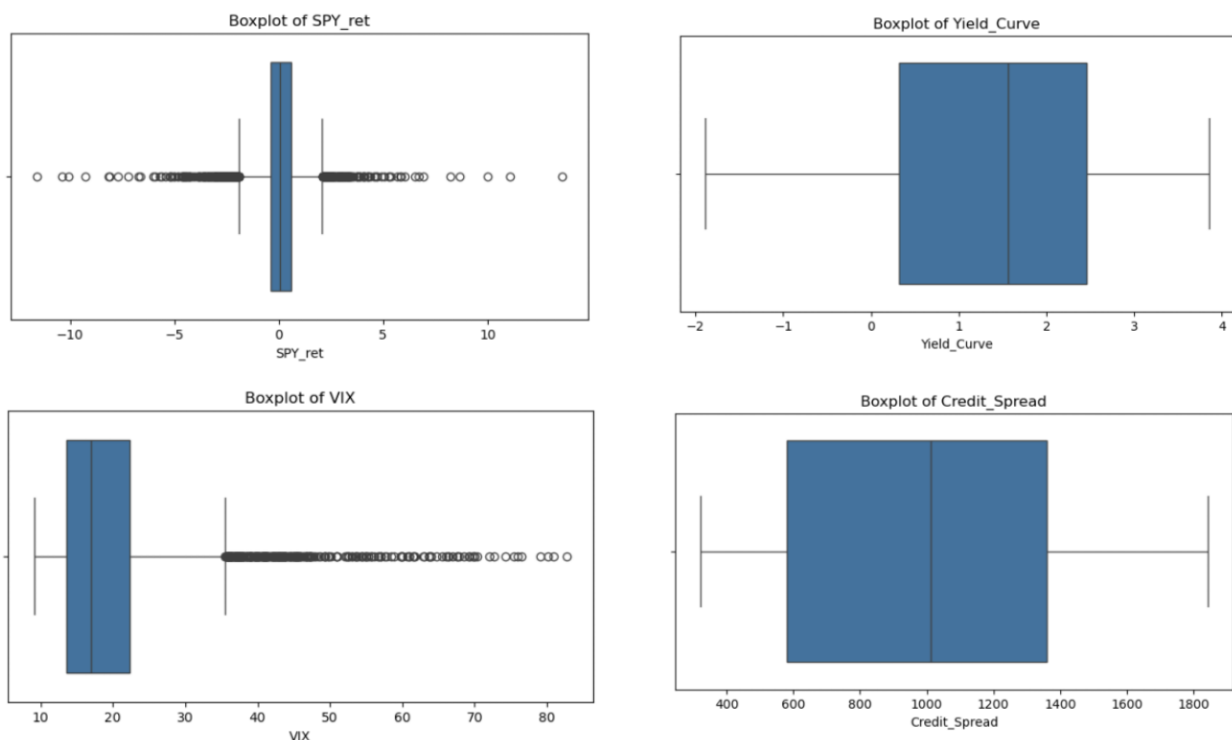 Boxplot of SPY_ret
−10 −5 0 5 10
SPY_ret
Boxplot of Yield_Curve
−2 −1 0 1 2 3 4
Yield_Curve
Boxplot of VIX
10 20 30 40 50 60 70 80
VIX
Boxplot of Credit_Spread
400 600 800 1000 1200 1400 1600 1800
Credit_Spread